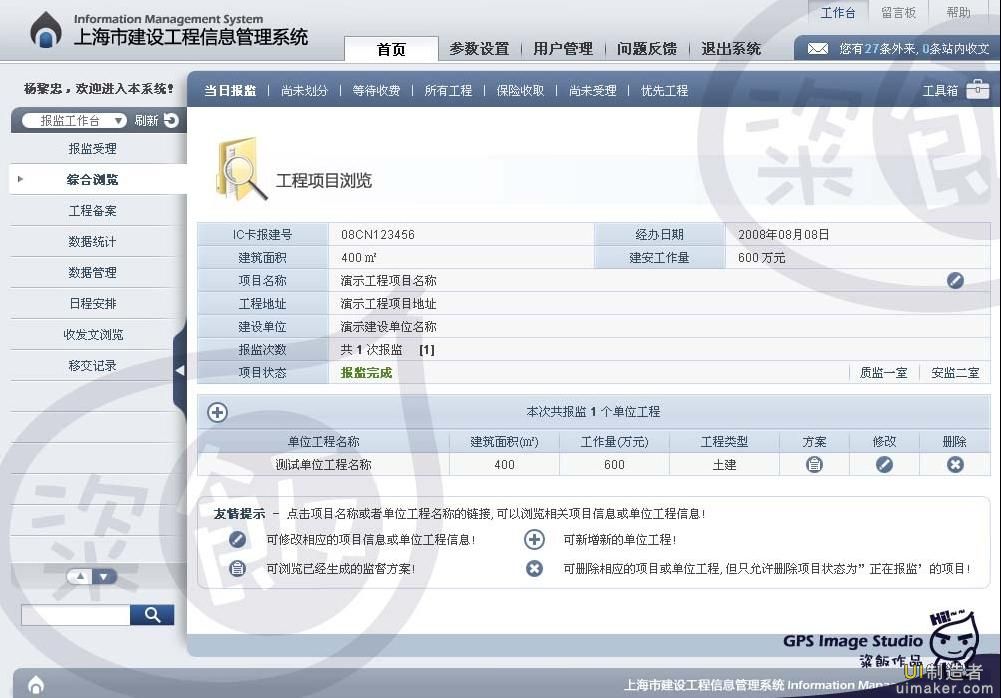 Information Management System
上海市建设工程信息管理系统
工作台 留言板 帮助
首页 参数设置 用户管理 问题反馈 退出系统
您有27条外来, 0条站内收文
杨黎忠，欢迎进入本系统!
当日报监 尚未划分 等待收费 所有工程 保险收取 尚未受理 优先工程 工具箱
报监工作台 刷新
报监受理
综合浏览
工程备案
数据统计
数据管理
日程安排
收发文浏览
移交记录
工程项目浏览
IC卡报建号 08CN123456 经办日期 2008年08月08日
建筑面积 400 ㎡ 建安工作量 600 万元
项目名称 演示工程项目名称
工程地址 演示工程项目地址
建设单位 演示建设单位名称
报监次数 共 1 次报监 [1]
项目状态 报监完成 质监一室 安监二室
本次共报监 1 个单位工程
单位工程名称 建筑面积(㎡) 工作量(万元) 工程类型 方案 修改 删除
测试单位工程名称 400 600 土建
友情提示 － 点击项目名称或者单位工程名称的链接, 可以浏览相关项目信息或单位工程信息!
可修改相应的项目信息或单位工程信息! 可新增新的单位工程!
可浏览已经生成的监督方案! 可删除相应的项目或单位工程, 但只允许删除项目状态为”正在报监’的项目!
Hi!~~
GPS Image Studio
粢飯作品
上海市建设工程信息管理系统 Information
UI制造者
uimaker.com
粢飯
粢飯